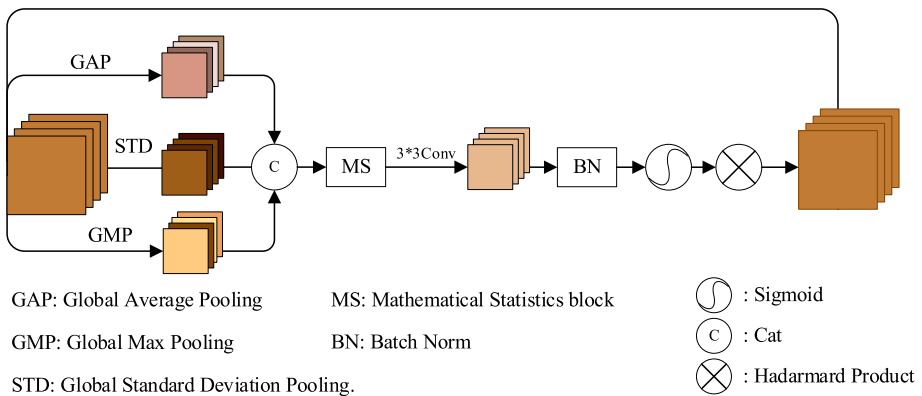 GAP
STD
GMP
C
MS
3*3Conv
BN
GAP: Global Average Pooling
MS: Mathematical Statistics block
: Sigmoid
GMP: Global Max Pooling
BN: Batch Norm
C : Cat
STD: Global Standard Deviation Pooling.
: Hadarmard Product